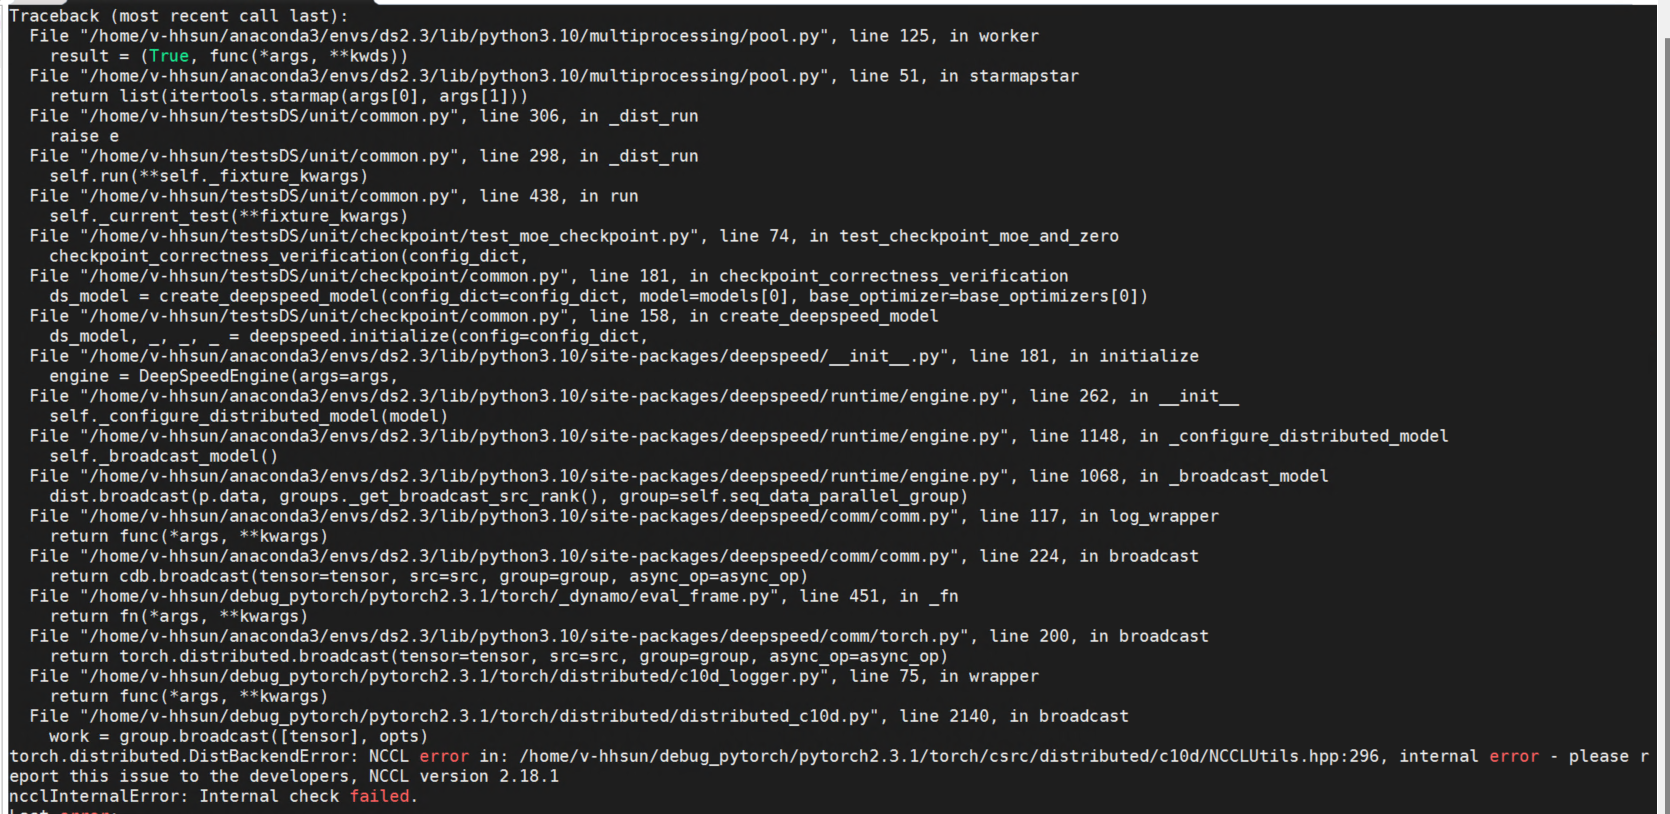 Traceback (most recent call last):
  File "/home/v-hhsun/anaconda3/envs/ds2.3/lib/python3.10/multiprocessing/pool.py", line 125, in worker
    result = (True, func(*args, **kwds))
  File "/home/v-hhsun/anaconda3/envs/ds2.3/lib/python3.10/multiprocessing/pool.py", line 51, in starmapstar
    return list(itertools.starmap(args[0], args[1]))
  File "/home/v-hhsun/testsDS/unit/common.py", line 306, in _dist_run
    raise e
  File "/home/v-hhsun/testsDS/unit/common.py", line 298, in _dist_run
    self.run(**self._fixture_kwargs)
  File "/home/v-hhsun/testsDS/unit/common.py", line 438, in run
    self._current_test(**fixture_kwargs)
  File "/home/v-hhsun/testsDS/unit/checkpoint/test_moe_checkpoint.py", line 74, in test_checkpoint_moe_and_zero
    checkpoint_correctness_verification(config_dict,
  File "/home/v-hhsun/testsDS/unit/checkpoint/common.py", line 181, in checkpoint_correctness_verification
    ds_model = create_deepspeed_model(config_dict=config_dict, model=models[0], base_optimizer=base_optimizers[0])
  File "/home/v-hhsun/testsDS/unit/checkpoint/common.py", line 158, in create_deepspeed_model
    ds_model, _, _, _ = deepspeed.initialize(config=config_dict,
  File "/home/v-hhsun/anaconda3/envs/ds2.3/lib/python3.10/site-packages/deepspeed/__init__.py", line 181, in initialize
    engine = DeepSpeedEngine(args=args,
  File "/home/v-hhsun/anaconda3/envs/ds2.3/lib/python3.10/site-packages/deepspeed/runtime/engine.py", line 262, in __init__
    self._configure_distributed_model(model)
  File "/home/v-hhsun/anaconda3/envs/ds2.3/lib/python3.10/site-packages/deepspeed/runtime/engine.py", line 1148, in _configure_distributed_model
    self._broadcast_model()
  File "/home/v-hhsun/anaconda3/envs/ds2.3/lib/python3.10/site-packages/deepspeed/runtime/engine.py", line 1068, in _broadcast_model
    dist.broadcast(p.data, groups._get_broadcast_src_rank(), group=self.seq_data_parallel_group)
  File "/home/v-hhsun/anaconda3/envs/ds2.3/lib/python3.10/site-packages/deepspeed/comm/comm.py", line 117, in log_wrapper
    return func(*args, **kwargs)
  File "/home/v-hhsun/anaconda3/envs/ds2.3/lib/python3.10/site-packages/deepspeed/comm/comm.py", line 224, in broadcast
    return cdb.broadcast(tensor=tensor, src=src, group=group, async_op=async_op)
  File "/home/v-hhsun/debug_pytorch/pytorch2.3.1/torch/_dynamo/eval_frame.py", line 451, in _fn
    return fn(*args, **kwargs)
  File "/home/v-hhsun/anaconda3/envs/ds2.3/lib/python3.10/site-packages/deepspeed/comm/torch.py", line 200, in broadcast
    return torch.distributed.broadcast(tensor=tensor, src=src, group=group, async_op=async_op)
  File "/home/v-hhsun/debug_pytorch/pytorch2.3.1/torch/distributed/c10d_logger.py", line 75, in wrapper
    return func(*args, **kwargs)
  File "/home/v-hhsun/debug_pytorch/pytorch2.3.1/torch/distributed/distributed_c10d.py", line 2140, in broadcast
    work = group.broadcast([tensor], opts)
torch.distributed.DistBackendError: NCCL error in: /home/v-hhsun/debug_pytorch/pytorch2.3.1/torch/csrc/distributed/c10d/NCCLUtils.hpp:296, internal error - please r
eport this issue to the developers, NCCL version 2.18.1
ncclInternalError: Internal check failed.